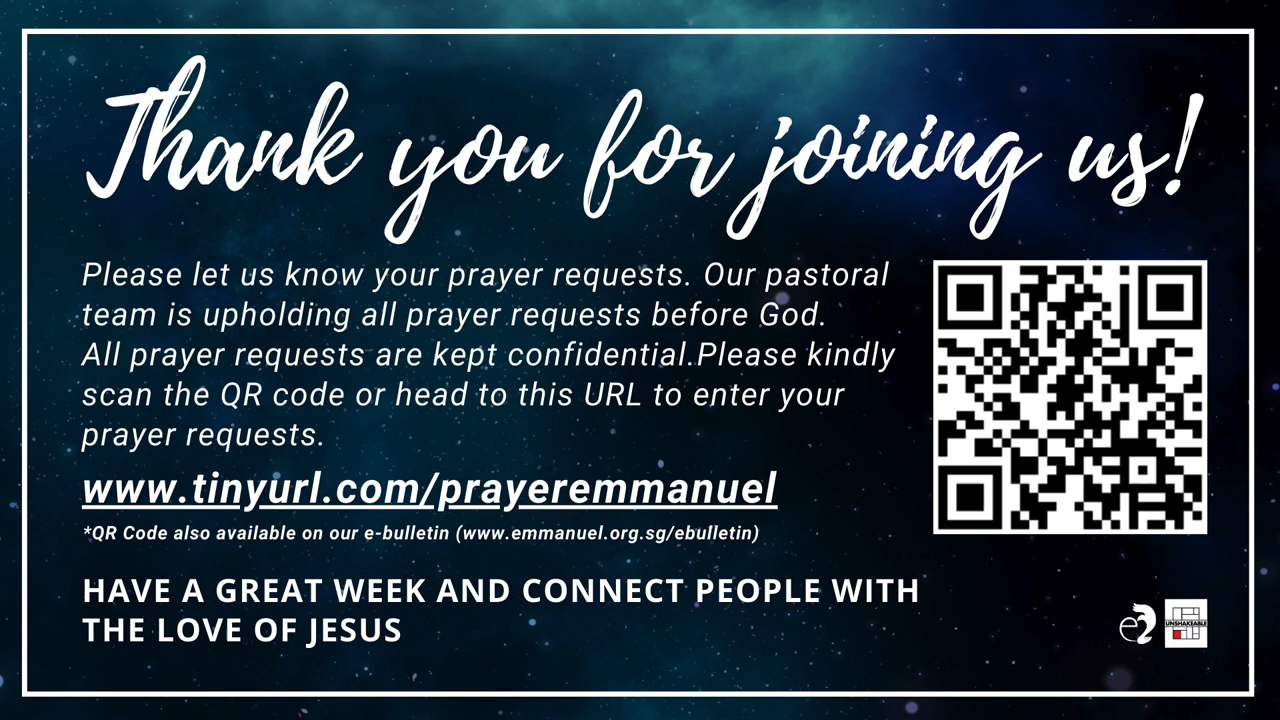 Thank you for joining us!
Please let us know your prayer requests. Our pastoral
team is upholding all prayer requests before God.
All prayer requests are kept confidential.Please kindly
scan the QR code or head to this URL to enter your
prayer requests.
www.tinyurl.com/prayeremmanuel
*QR Code also available on our e-bulletin (www.emmanuel.org.sg/ebulletin)
HAVE A GREAT WEEK AND CONNECT PEOPLE WITH
THE LOVE OF JESUS
e2
UNSHAKEABLE